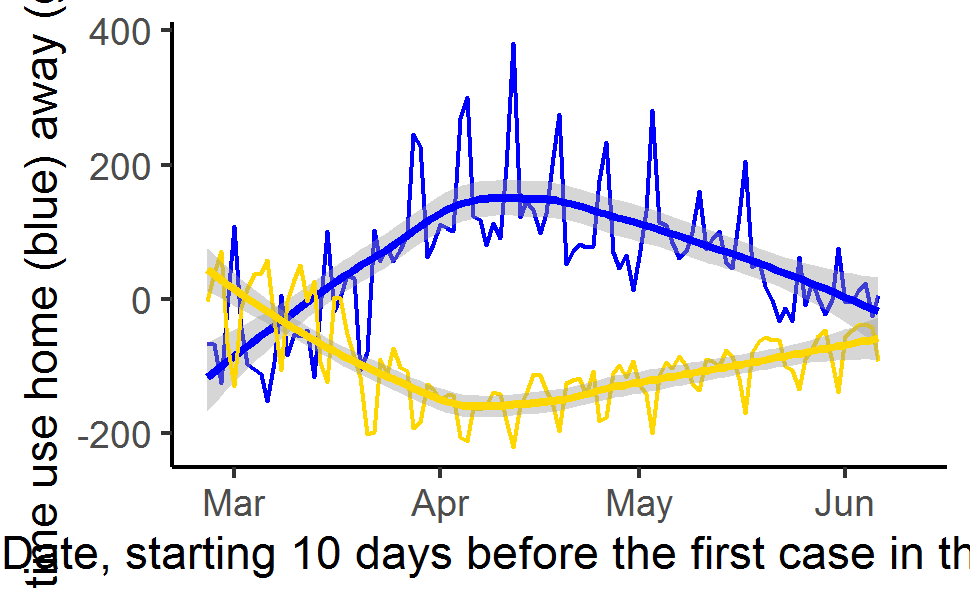 time use home (blue) away (
400
200
0
-200
Mar Apr May Jun
Date, starting 10 days before the first case in th